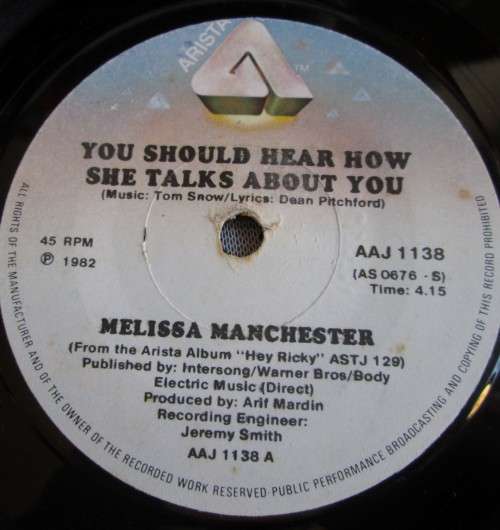 ARISTA
TM
YOU SHOULD HEAR HOW
SHE TALKS ABOUT YOU
(Music: Tom Snow/Lyrics: Dean Pitchford)
45 RPM
Ⓟ 1982
AAJ 1138
(AS 0676 - S)
Time: 4.15
MELISSA MANCHESTER
(From the Arista Album "Hey Ricky" ASTJ 129)
Published by: Intersong/Warner Bros/Body
Electric Music (Direct)
Produced by: Arif Mardin
Recording Engineer:
Jeremy Smith
AAJ 1138 A
ALL RIGHTS OF THE MANUFACTURER AND OF THE OWNER OF THE RECORDED WORK RESERVED·PUBLIC PERFORMANCE BROADCASTING AND COPYING OF THIS RECORD PROHIBITED